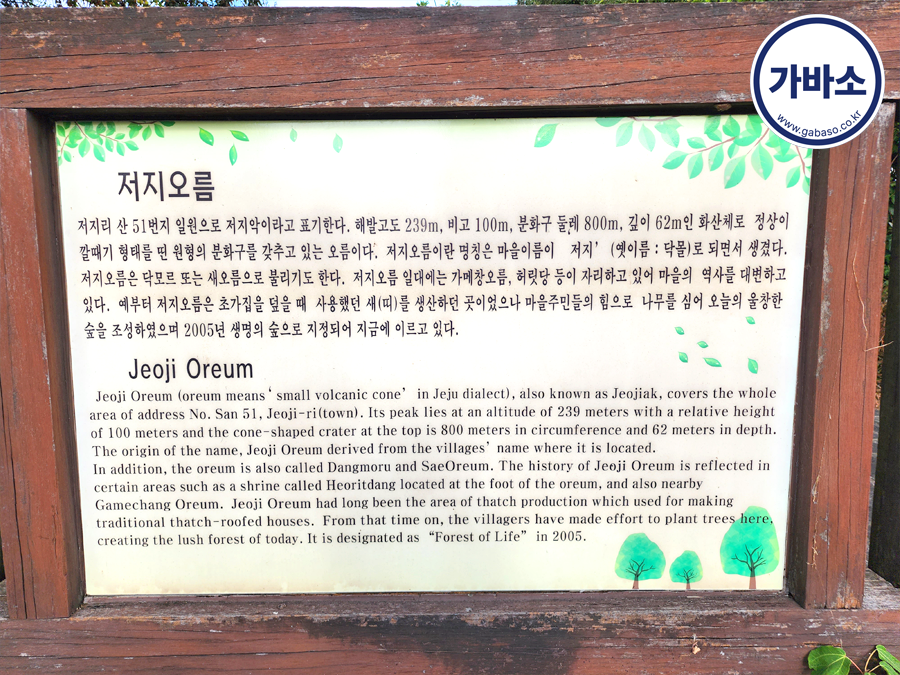 가바소
www.gabaso.co.kr
저지오름
저지리 산 51번지 일원으로 저지악이라고 표기한다. 해발고도 239m, 비고 100m, 분화구 둘레 800m, 깊이 62m인 화산체로 정상이
깔때기 형태를 띤 원형의 분화구를 갖추고 있는 오름이다. 저지오름이란 명칭은 마을이름이 저지’ (옛이름 : 닥몰)로 되면서 생겼다.
저지오름은 닥모르 또는 새오름으로 불리기도 한다. 저지오름 일대에는 가메창오름, 허릿당 등이 자리하고 있어 마을의 역사를 대변하고
있다. 예부터 저지오름은 초가집을 덮을 때 사용했던 새(띠)를 생산하던 곳이었으나 마을주민들의 힘으로 나무를 심어 오늘의 울창한
숲을 조성하였으며 2005년 생명의 숲으로 지정되어 지금에 이르고 있다.
Jeoji Oreum
Jeoji Oreum (oreum means ‘ small volcanic cone’ in Jeju dialect), also known as Jeojiak, covers the whole
area of address No. San 51, Jeoji-ri(town). Its peak lies at an altitude of 239 meters with a relative height
of 100 meters and the cone-shaped crater at the top is 800 meters in circumference and 62 meters in depth.
The origin of the name, Jeoji Oreum derived from the villages’ name where it is located.
In addition, the oreum is also called Dangmoru and SaeOreum. The history of Jeoji Oreum is reflected in
certain areas such as a shrine called Heoritdang located at the foot of the oreum, and also nearby
Gamechang Oreum. Jeoji Oreum had long been the area of thatch production which used for making
traditional thatch-roofed houses. From that time on, the villagers have made effort to plant trees here,
creating the lush forest of today. It is designated as “Forest of Life” in 2005.